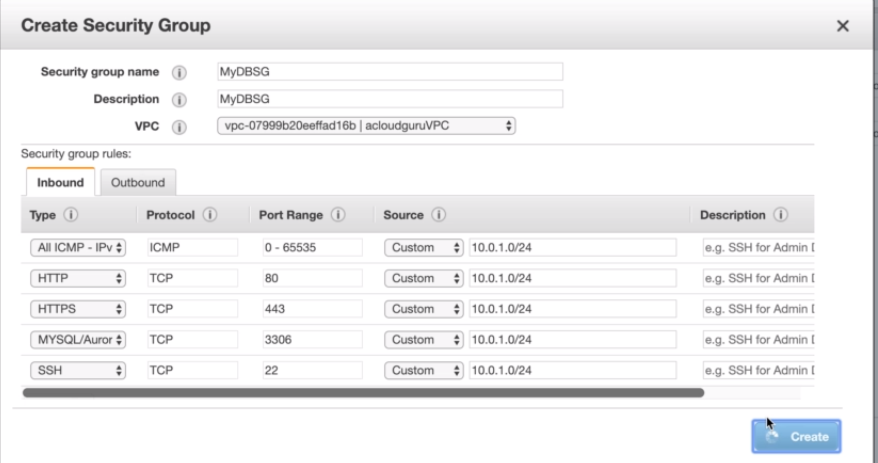 Create Security Group
Security group name MyDBSG
Description MyDBSG
VPC vpc-07999b20eeffad16b | acloudguruVPC
Security group rules:
Inbound Outbound
Type Protocol Port Range Source Description
All ICMP - IPv ICMP 0 - 65535 Custom 10.0.1.0/24 e.g. SSH for Admin D
HTTP TCP 80 Custom 10.0.1.0/24 e.g. SSH for Admin D
HTTPS TCP 443 Custom 10.0.1.0/24 e.g. SSH for Admin D
MYSQL/Auror TCP 3306 Custom 10.0.1.0/24 e.g. SSH for Admin D
SSH TCP 22 Custom 10.0.1.0/24 e.g. SSH for Admin D
Create